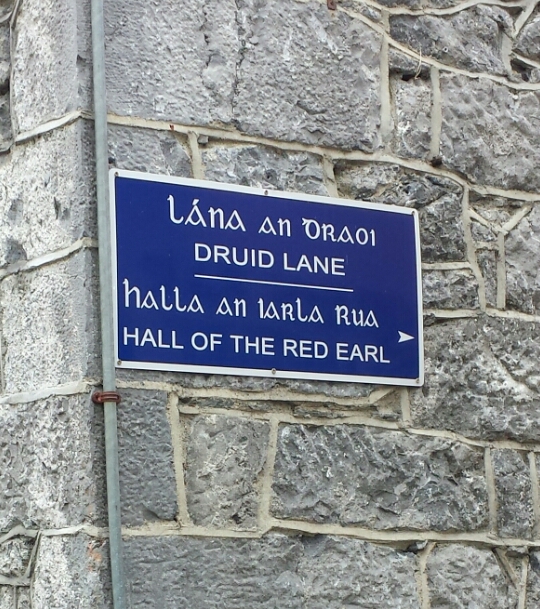 Lána an Draoi
DRUID LANE
Halla an Iarla Rua
HALL OF THE RED EARL